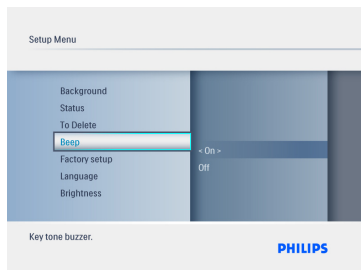 Setup Menu
Background
Status
To Delete
Beep
Factory setup
Language
Brightness
< On >
Off
Key tone buzzer.
PHILIPS